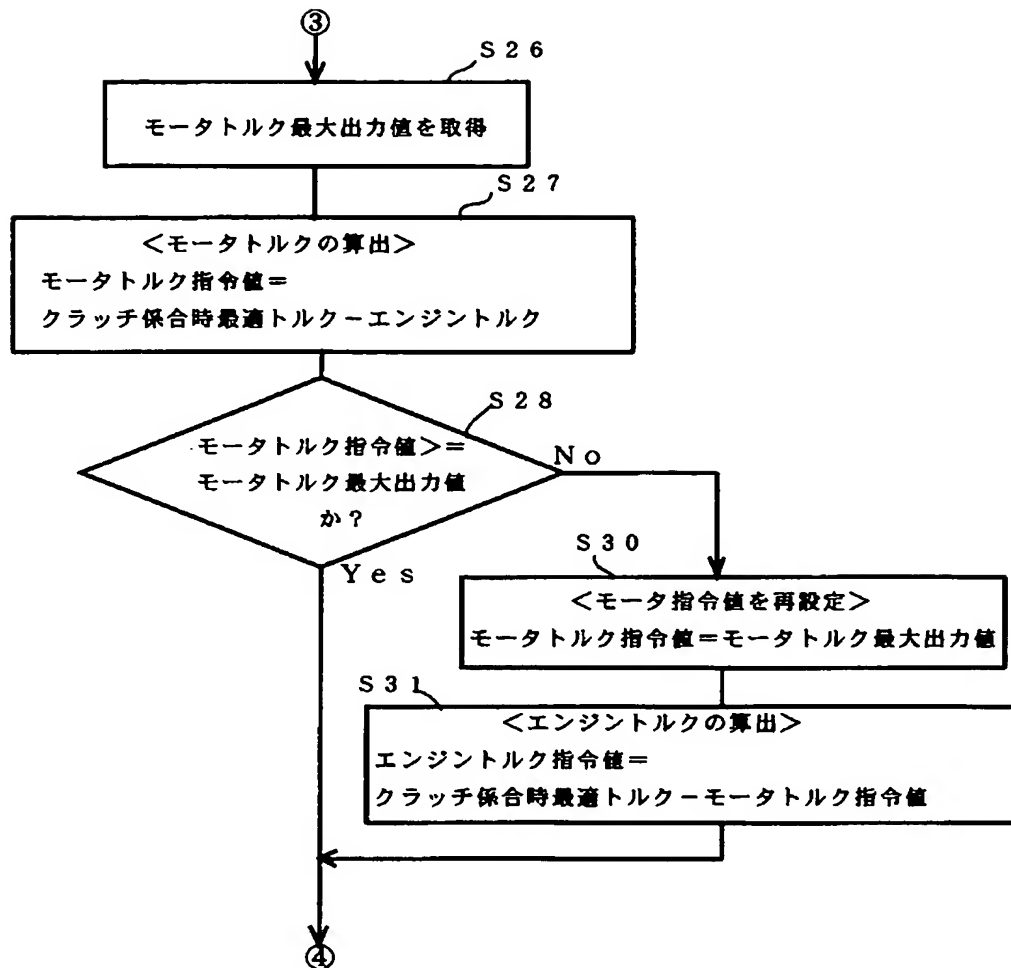 ③
S26
モータトルク最大出力値を取得
S27
<モータトルクの算出>
モータトルク指令値=
クラッチ係合時最適トルク-エンジントルク
S28
モータトルク指令値>=
モータトルク最大出力値
か?
No
Yes
S30
<モータ指令値を再設定>
モータトルク指令値=モータトルク最大出力値
S31
<エンジントルクの算出>
エンジントルク指令値=
クラッチ係合時最適トルク-モータトルク指令値
④